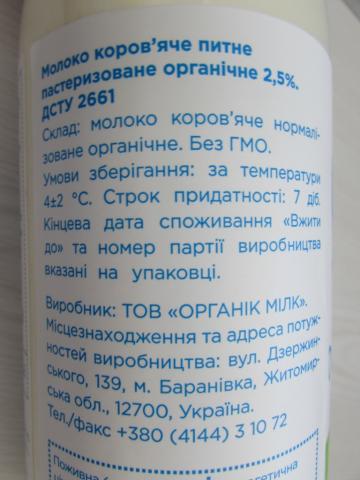 Молоко коров’яче питне
пастеризоване органічне 2,5%.
ДСТУ 2661
Склад: молоко коров’яче нормалі-
зоване органічне. Без ГМО.
Умови зберігання: за температури
4±2 °С. Строк придатності: 7 діб.
Кінцева дата споживання «Вжити
до» та номер партії виробництва
вказані на упаковці.
Виробник: ТОВ «ОРГАНІК МІЛК».
Місцезнаходження та адреса потуж-
ностей виробництва: вул. Дзержин-
ського, 139, м. Баранівка, Житомир-
ська обл., 12700, Україна.
Тел./факс +380 (4144) 3 10 72
Поживна